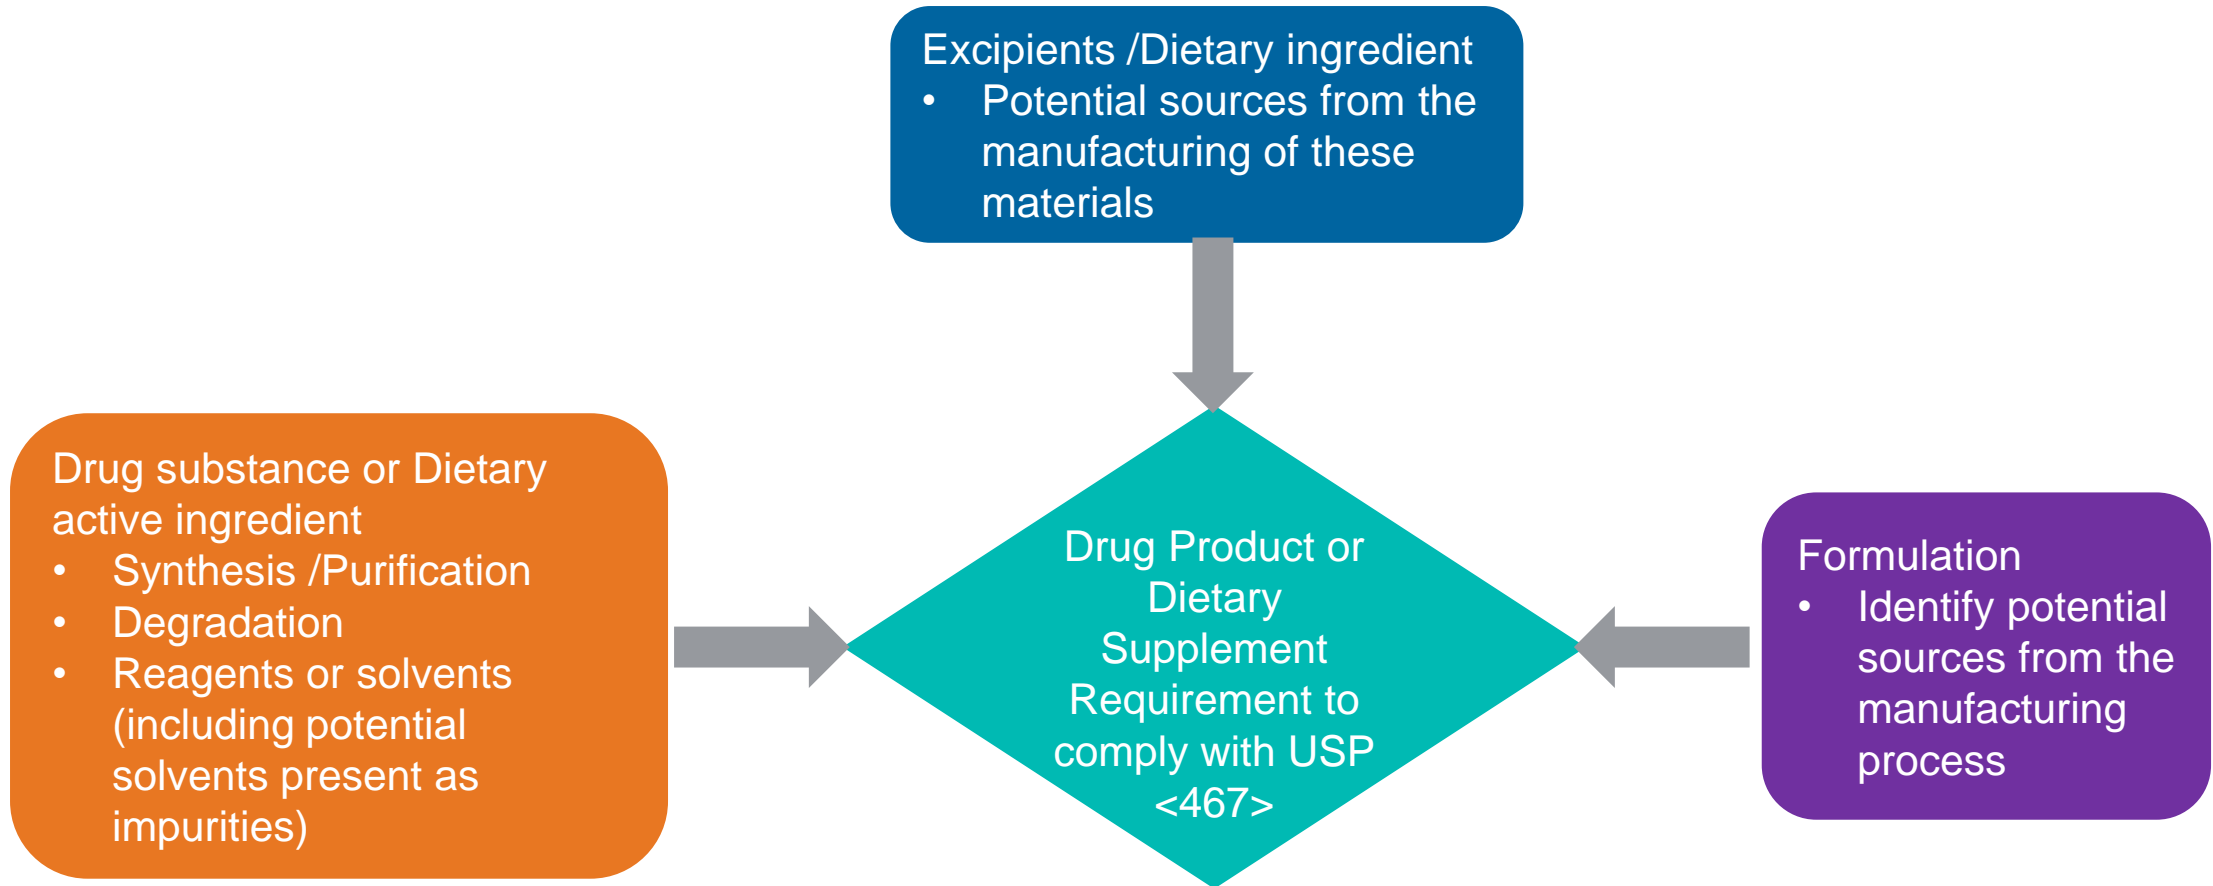 Excipients /Dietary ingredient
• Potential sources from the
manufacturing of these
materials
Drug substance or Dietary
active ingredient
• Synthesis /Purification
• Degradation
• Reagents or solvents
(including potential
solvents present as
impurities)
Drug Product or
Dietary
Supplement
Requirement to
comply with USP
<467>
Formulation
• Identify potential
sources from the
manufacturing
process